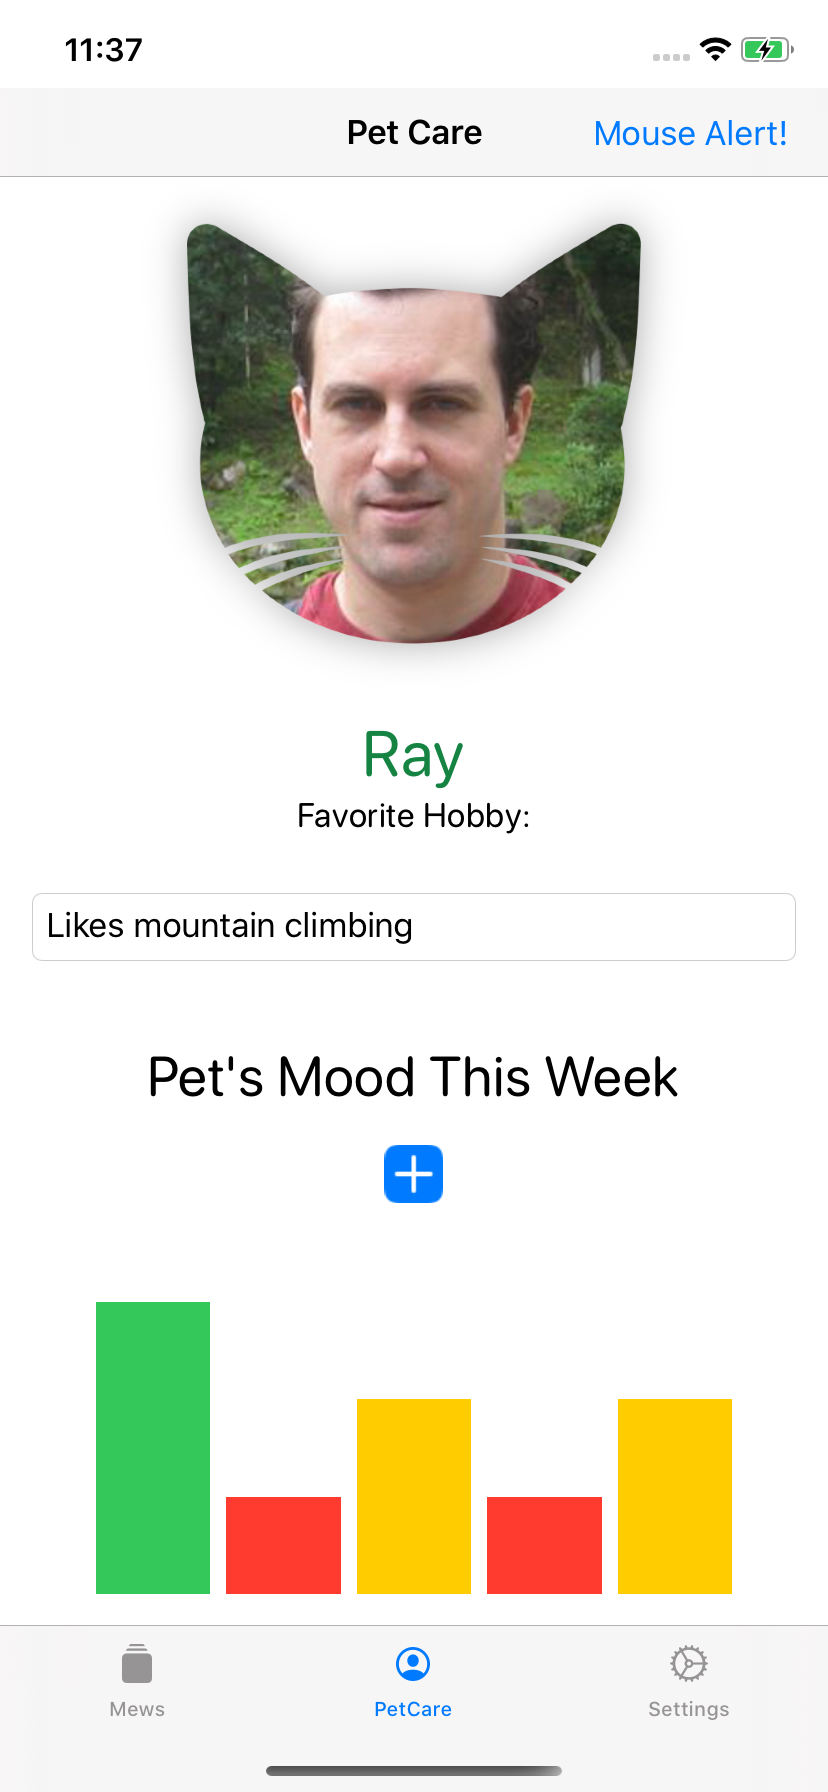 11:37
Pet Care
Mouse Alert!
Ray
Favorite Hobby:
Likes mountain climbing
Pet's Mood This Week
Mews
PetCare
Settings